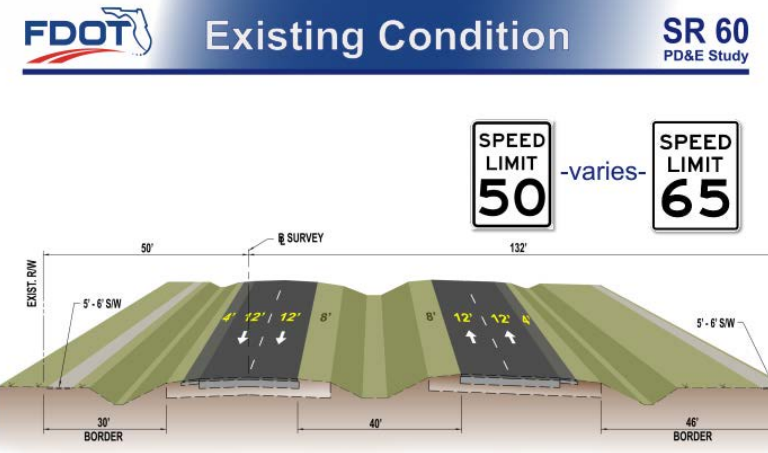 FDOT
Existing Condition
SR 60
PD&E Study
SPEED
LIMIT
50
-varies-
SPEED
LIMIT
65
50'
SURVEY
132'
EXIST. R/W
5' - 6' S/W
4' 12' 12' 8'
8' 12' 12' 4'
5' - 6' S/W
30'
BORDER
40'
46'
BORDER